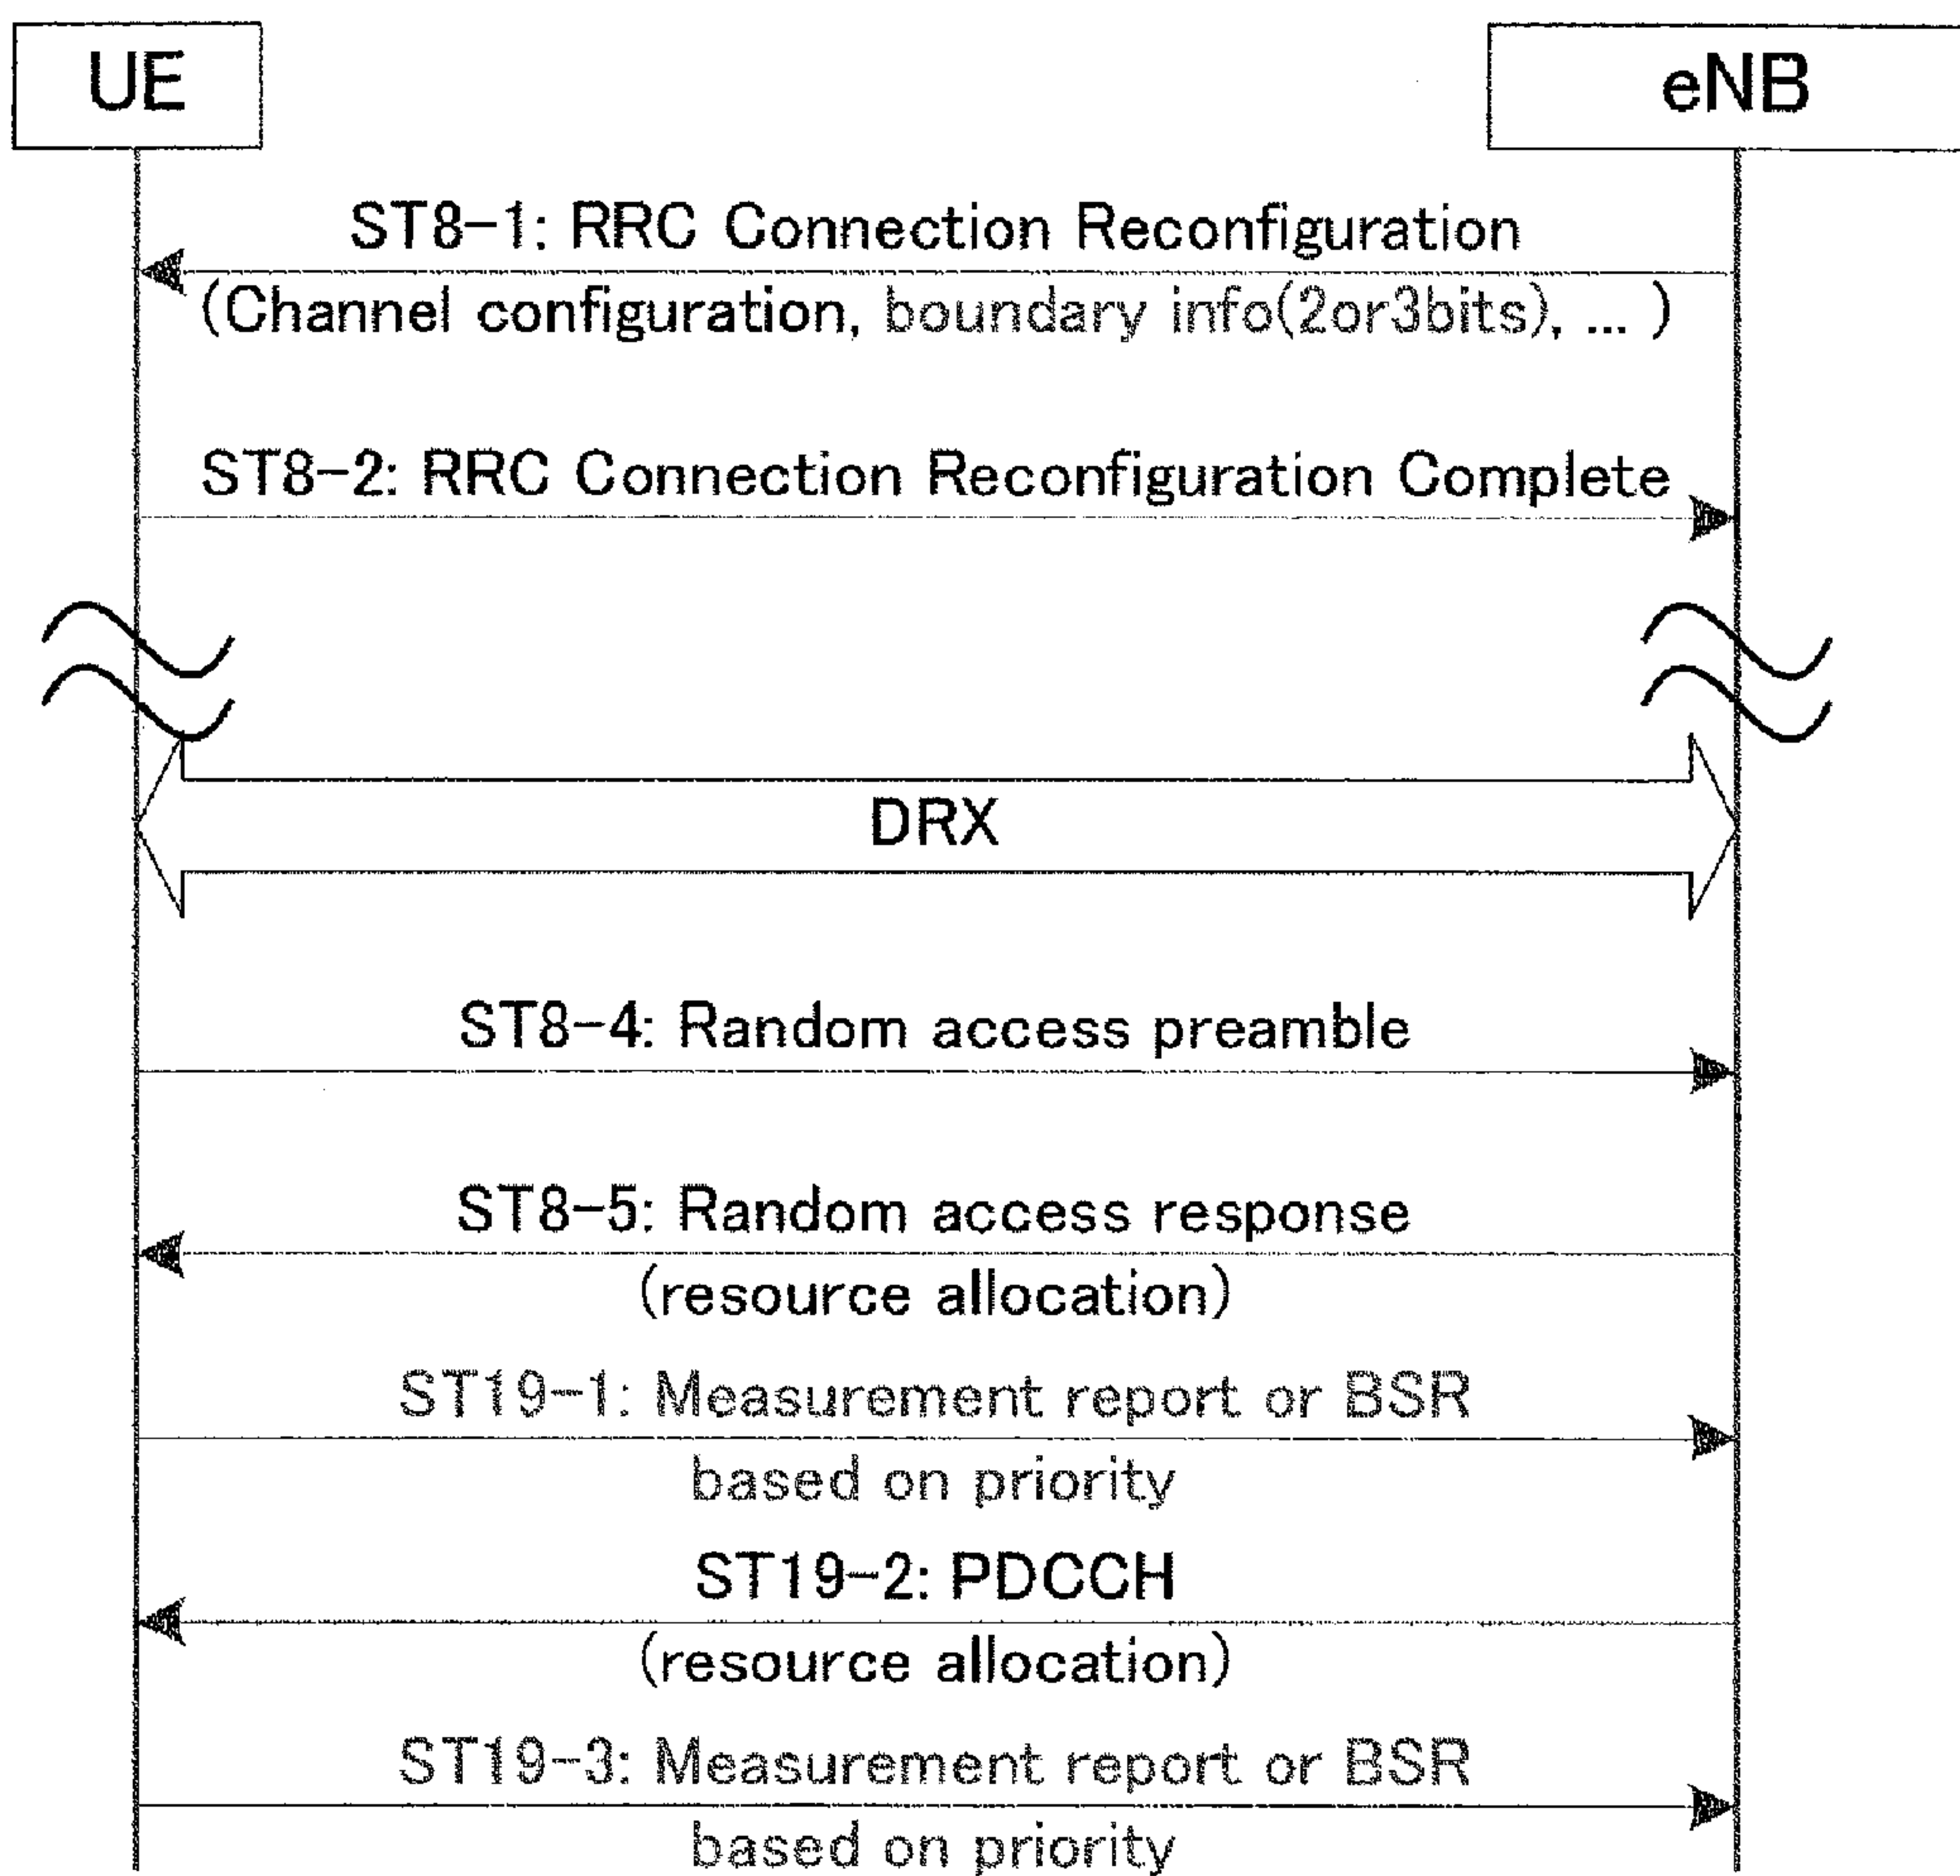 UE
eNB
ST8-1: RRC Connection Reconfiguration
(Channel configuration, boundary info(2or3bits), ... )
ST8-2: RRC Connection Reconfiguration Complete
DRX
ST8-4: Random access preamble
ST8-5: Random access response
(resource allocation)
ST19-1: Measurement report or BSR
based on priority
ST19-2: PDCCH
(resource allocation)
ST19-3: Measurement report or BSR
based on priority